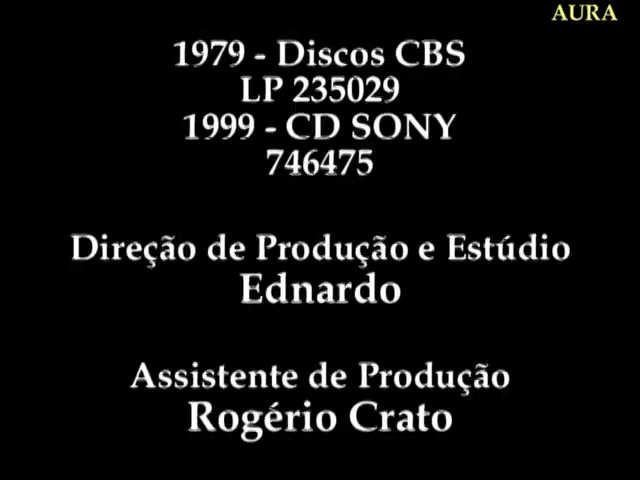 AURA
1979 - Discos CBS
LP 235029
1999 - CD SONY
746475
Direção de Produção e Estúdio
Ednardo
Assistente de Produção
Rogério Crato